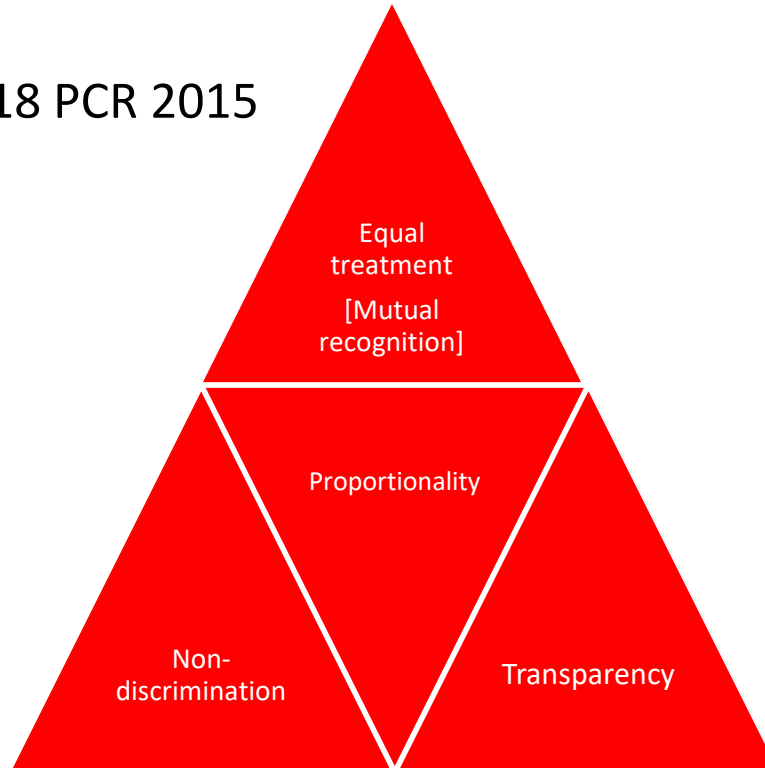 18 PCR 2015
Equal
treatment
[Mutual
recognition]
Proportionality
Non-
discrimination
Transparency